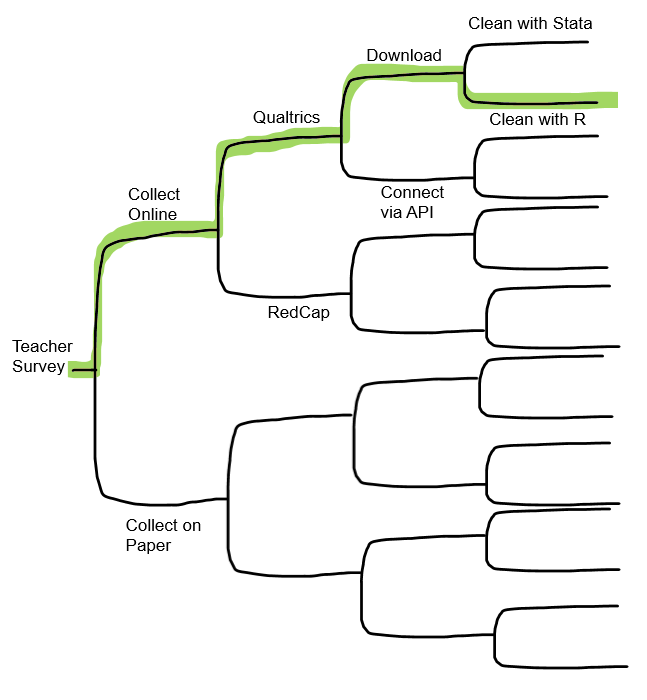 Clean with Stata
Download
Qualtrics
Clean with R
Collect
Online
Connect
via API
RedCap
Teacher
Survey
Collect on
Paper